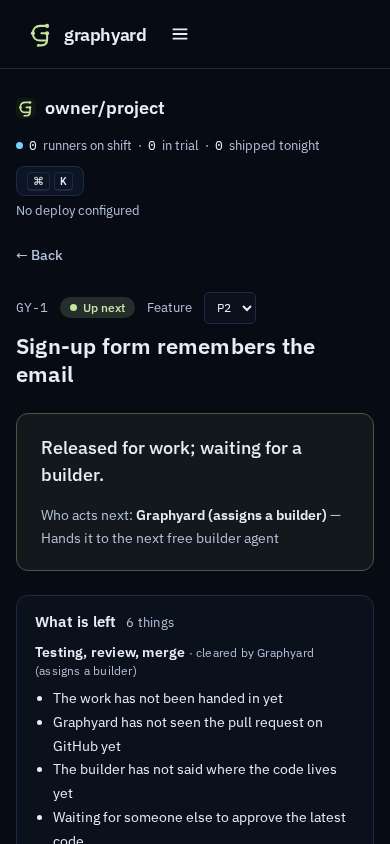 graphyard
owner/project
0 runners on shift · 0 in trial · 0 shipped tonight
⌘ K
No deploy configured
← Back
GY-1 Up next Feature P2
Sign-up form remembers the
email
Released for work; waiting for a
builder.
Who acts next: Graphyard (assigns a builder) —
Hands it to the next free builder agent
What is left 6 things
Testing, review, merge · cleared by Graphyard
(assigns a builder)
• The work has not been handed in yet
• Graphyard has not seen the pull request on
GitHub yet
• The builder has not said where the code lives
yet
• Waiting for someone else to approve the latest
code